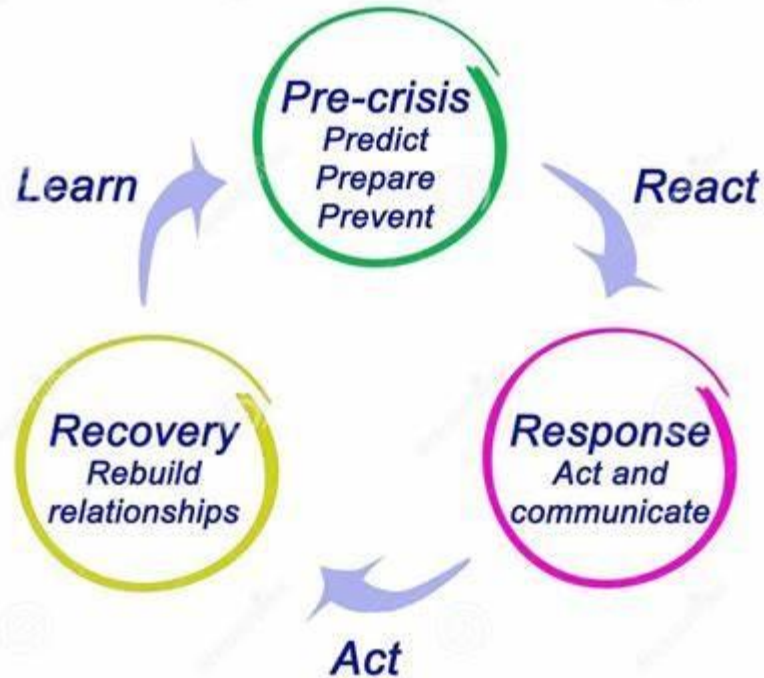 Pre-crisis
Predict
Prepare
Prevent
Learn
React
Recovery
Rebuild
relationships
Response
Act and
communicate
Act